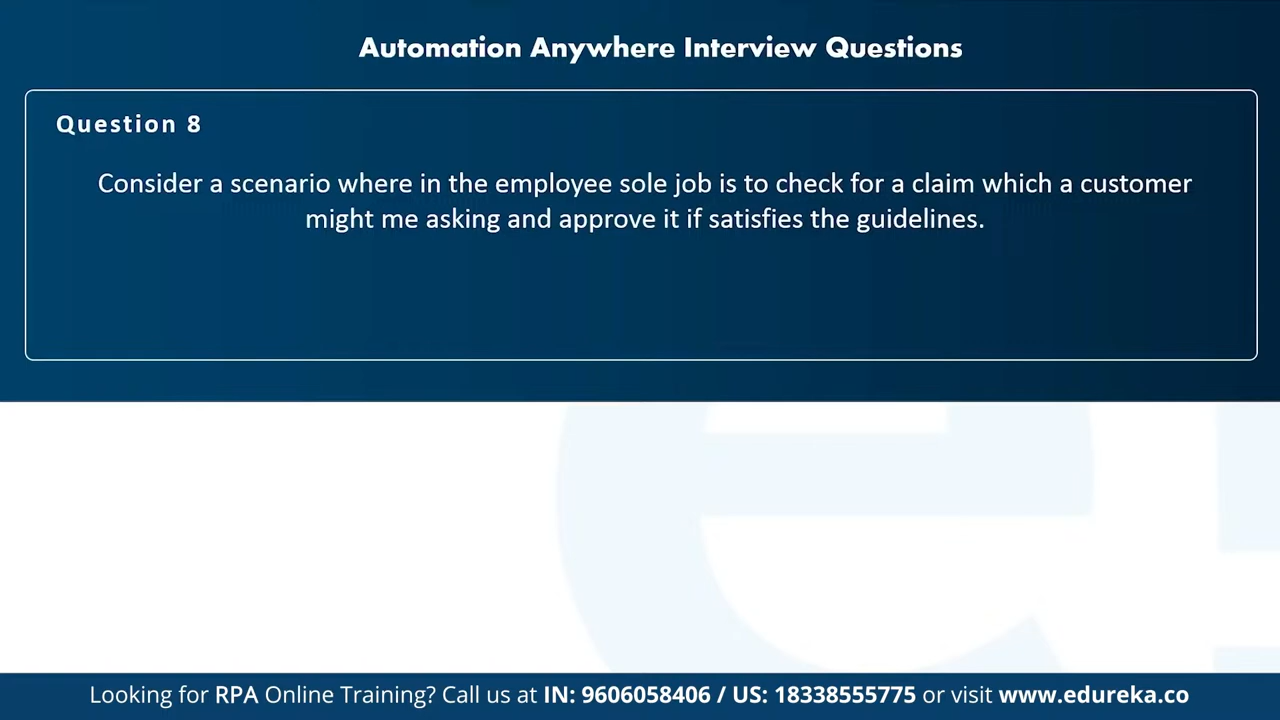 Automation Anywhere Interview Questions
Question 8
Consider a scenario where in the employee sole job is to check for a claim which a customer
might me asking and approve it if satisfies the guidelines.
Looking for RPA Online Training? Call us at IN: 9606058406 / US: 18338555775 or visit www.edureka.co